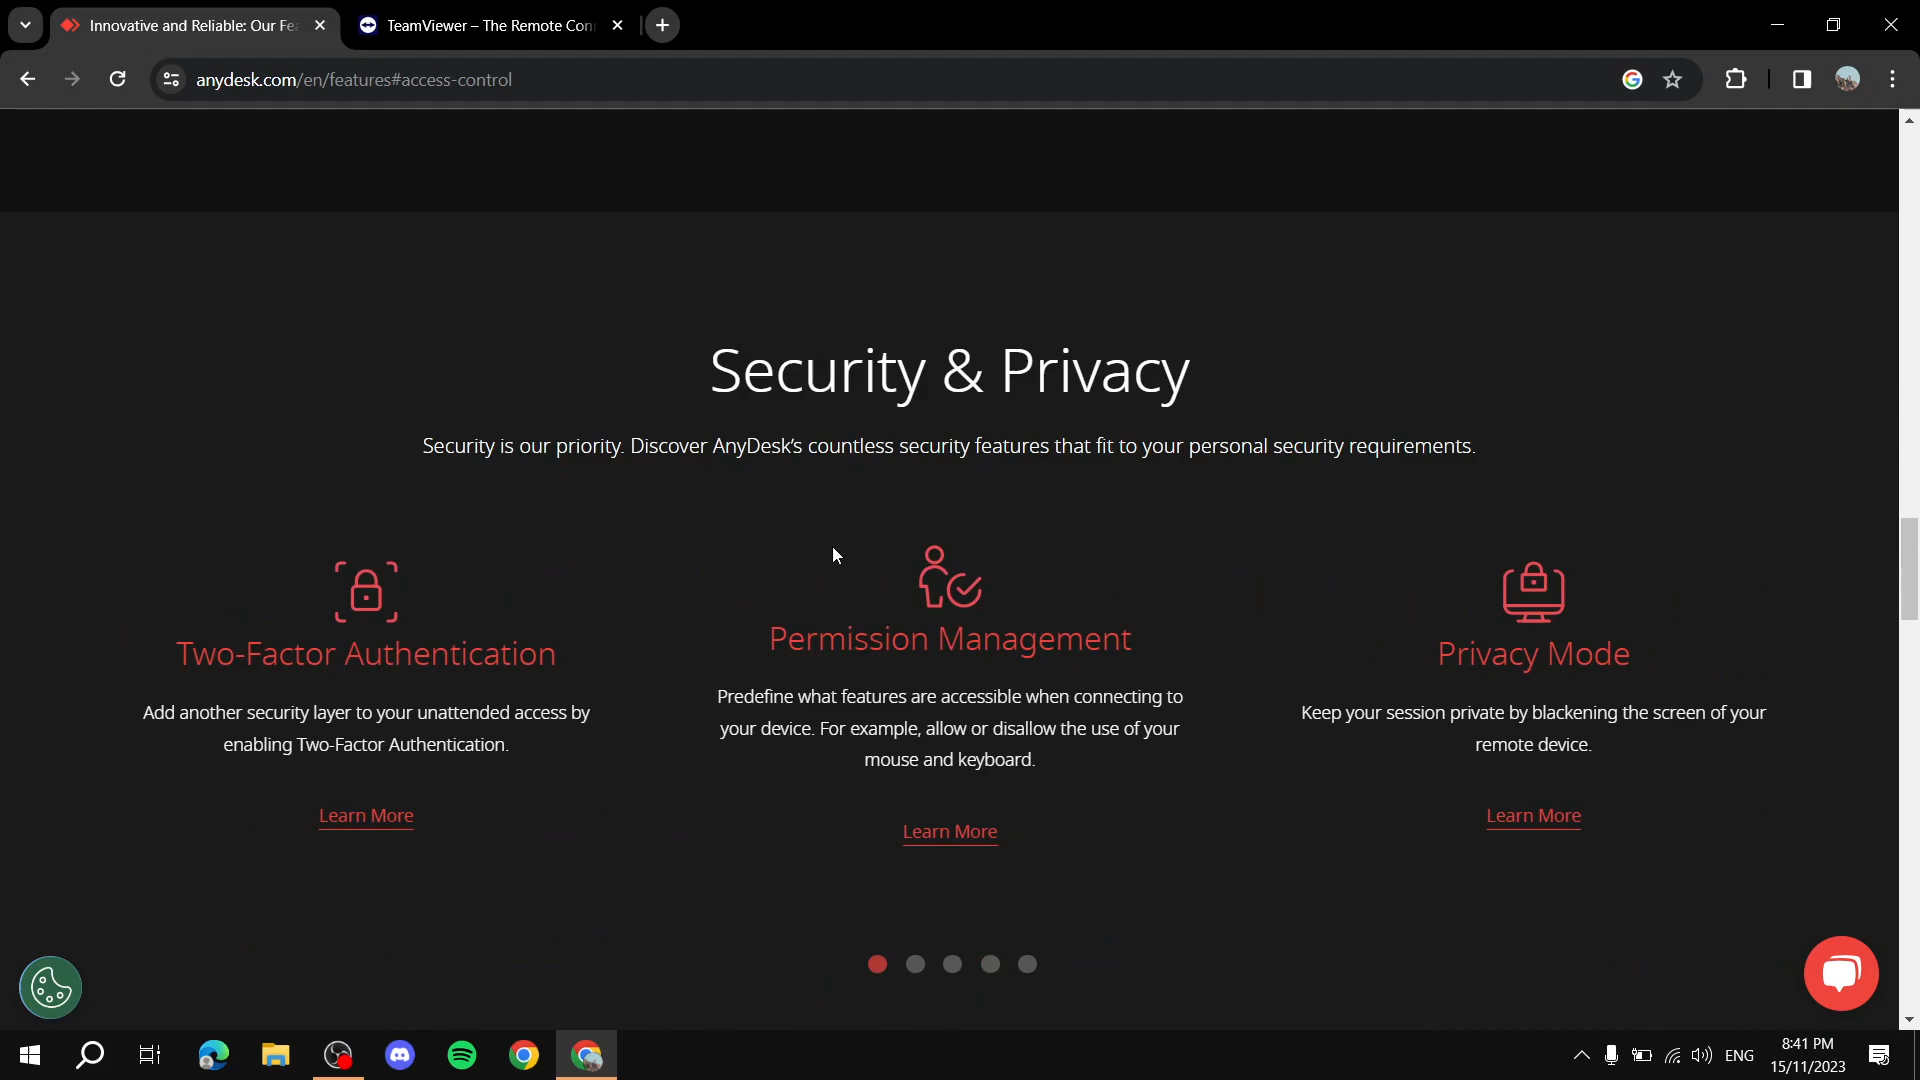 Innovative and Reliable: Our Fe
TeamViewer – The Remote Con
anydesk.com/en/features#access-control
Security & Privacy
Security is our priority. Discover AnyDesk's countless security features that fit to your personal security requirements.
Two-Factor Authentication
Add another security layer to your unattended access by
enabling Two-Factor Authentication.
Learn More
Permission Management
Predefine what features are accessible when connecting to
your device. For example, allow or disallow the use of your
mouse and keyboard.
Learn More
Privacy Mode
Keep your session private by blackening the screen of your
remote device.
Learn More
ENG
8:41 PM
15/11/2023